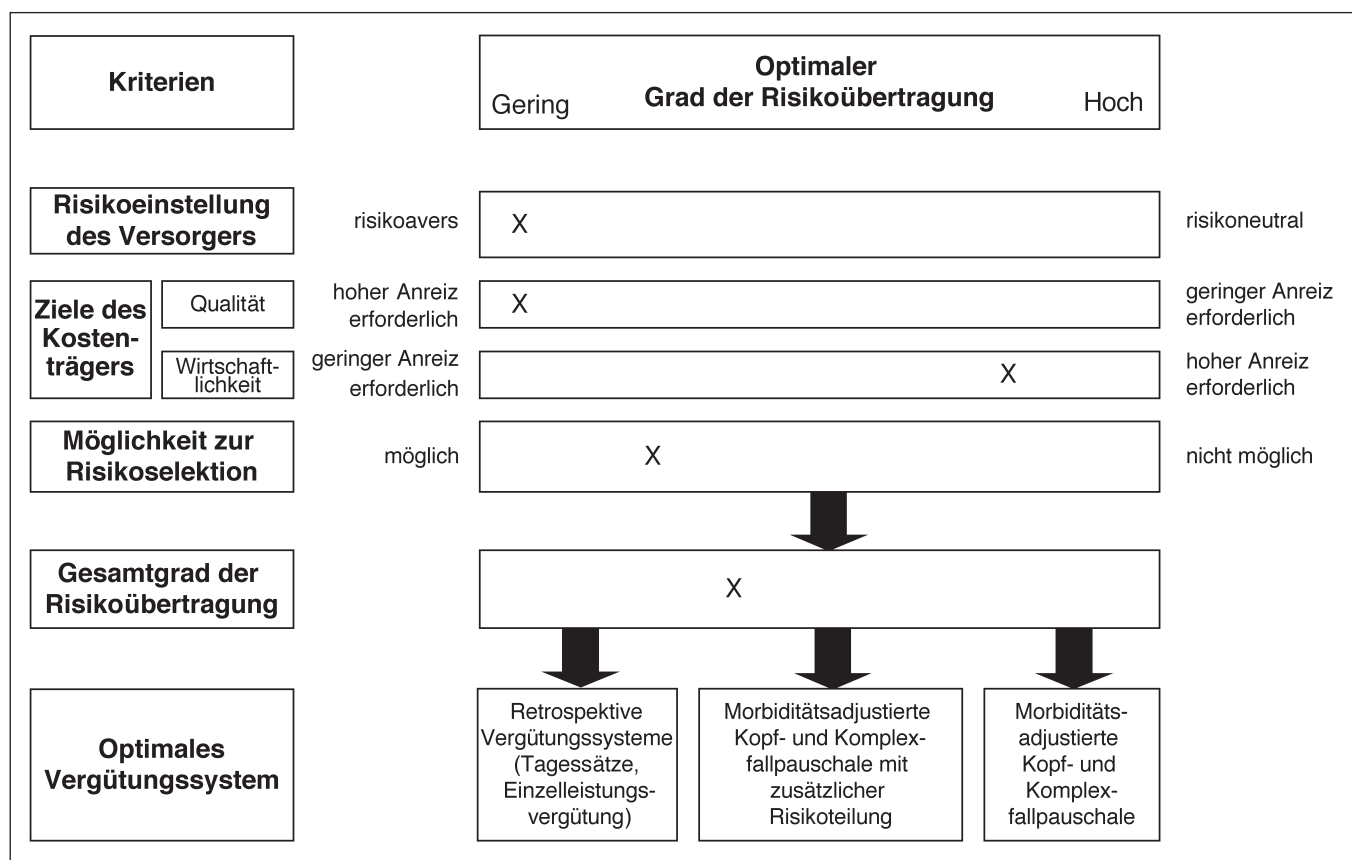 Kriterien
Optimaler
Grad der Risikoübertragung
Gering
Hoch
Risikoeinstellung
des Versorgers
risikoavers
X
risikoneutral
Ziele des
Kosten-
trägers
Qualität
hoher Anreiz
erforderlich
X
geringer Anreiz
erforderlich
Wirtschaft-
lichkeit
geringer Anreiz
erforderlich
X
hoher Anreiz
erforderlich
Möglichkeit zur
Risikoselektion
möglich
X
nicht möglich
Gesamtgrad der
Risikoübertragung
X
Optimales
Vergütungssystem
Retrospektive
Vergütungssysteme
(Tagessätze,
Einzelleistungs-
vergütung)
Morbiditätsadjustierte
Kopf- und Komplex-
fallpauschale mit
zusätzlicher
Risikoteilung
Morbiditäts-
adjustierte
Kopf- und
Komplex-
fallpauschale